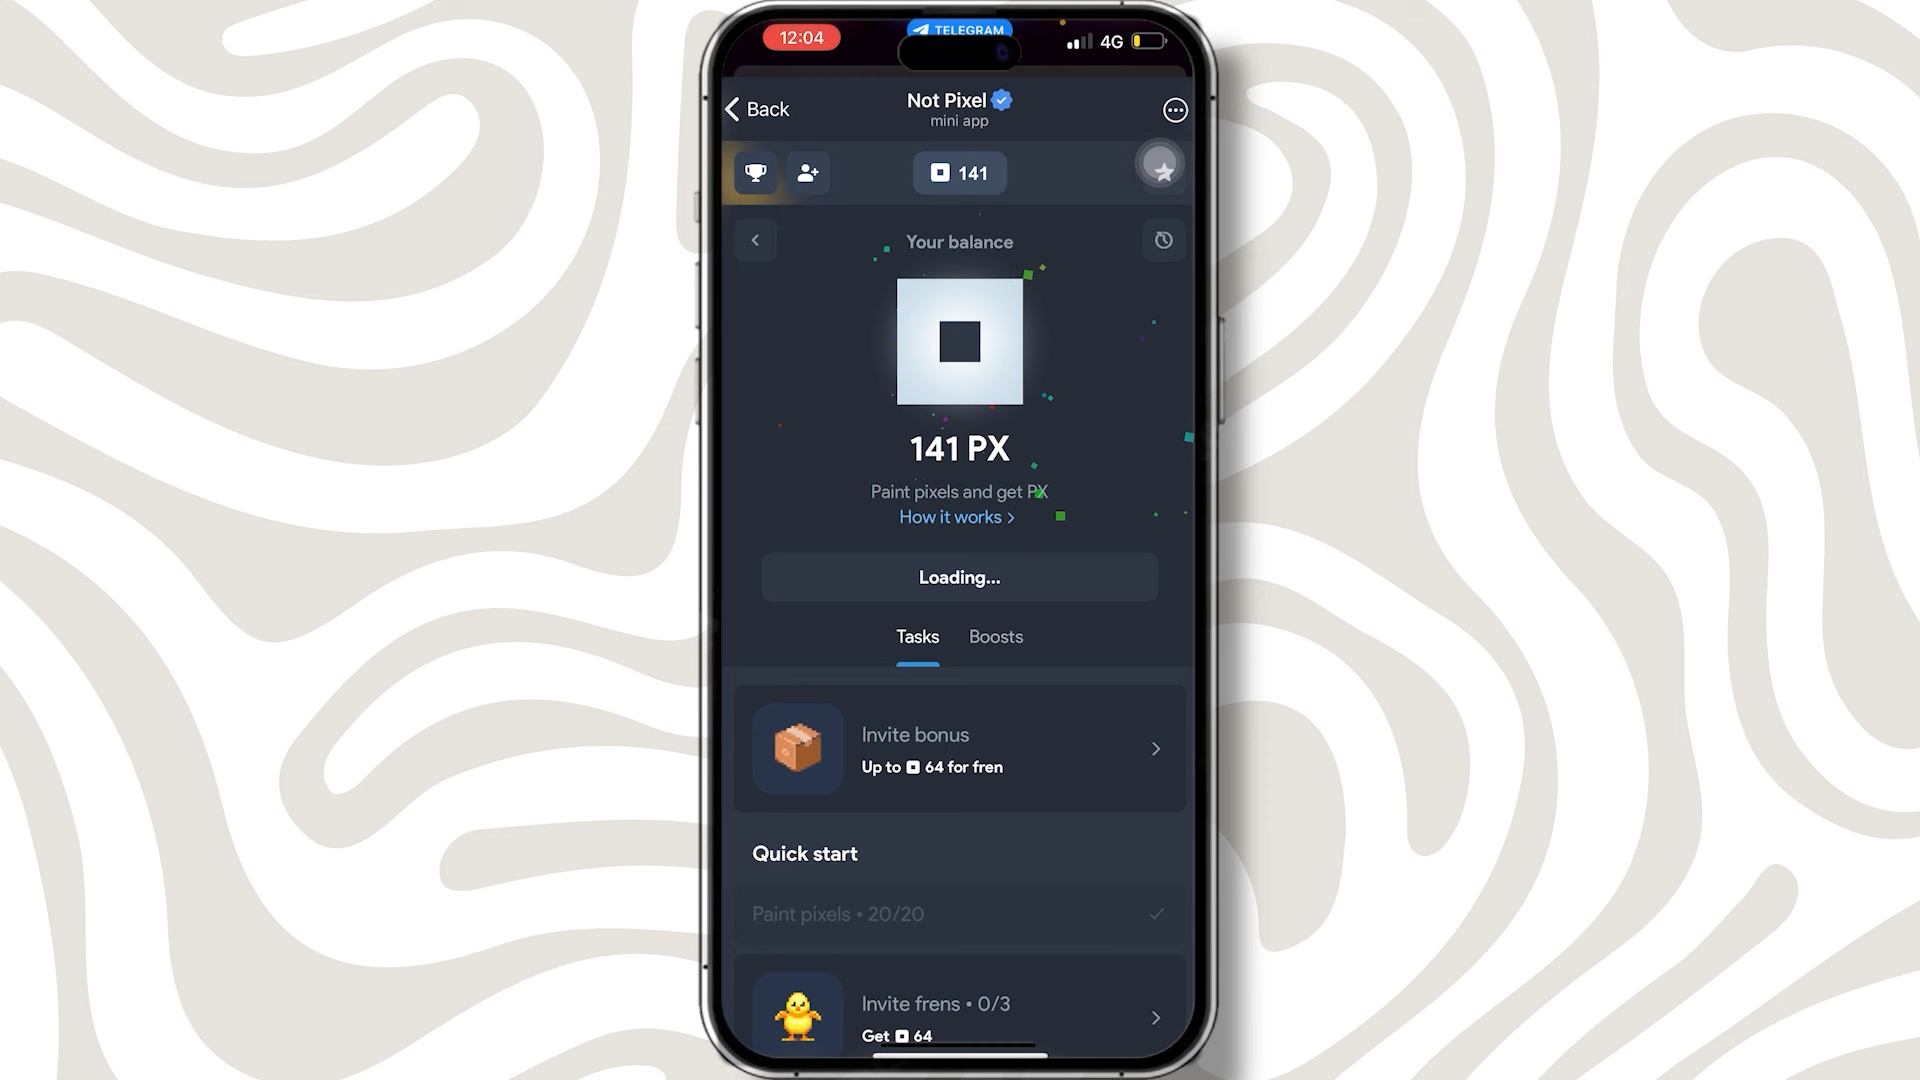 12:04
TELEGRAM
4G
Back
Not Pixel
mini app
141
Your balance
141 PX
Paint pixels and get PX
How it works >
Loading...
Tasks
Boosts
Invite bonus
Up to 64 for fren
Quick start
Paint pixels • 20/20
Invite frens • 0/3
Get 64